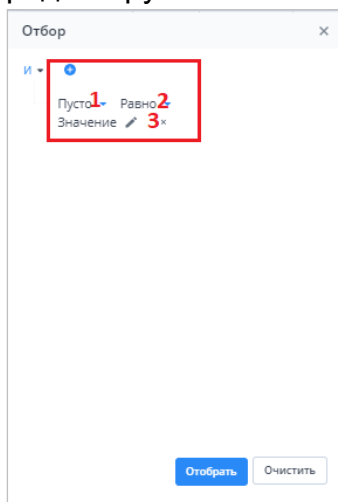 Отбор ×
И
Пусто 1 Равно 2
Значение 3 ×
Отобрать Очистить